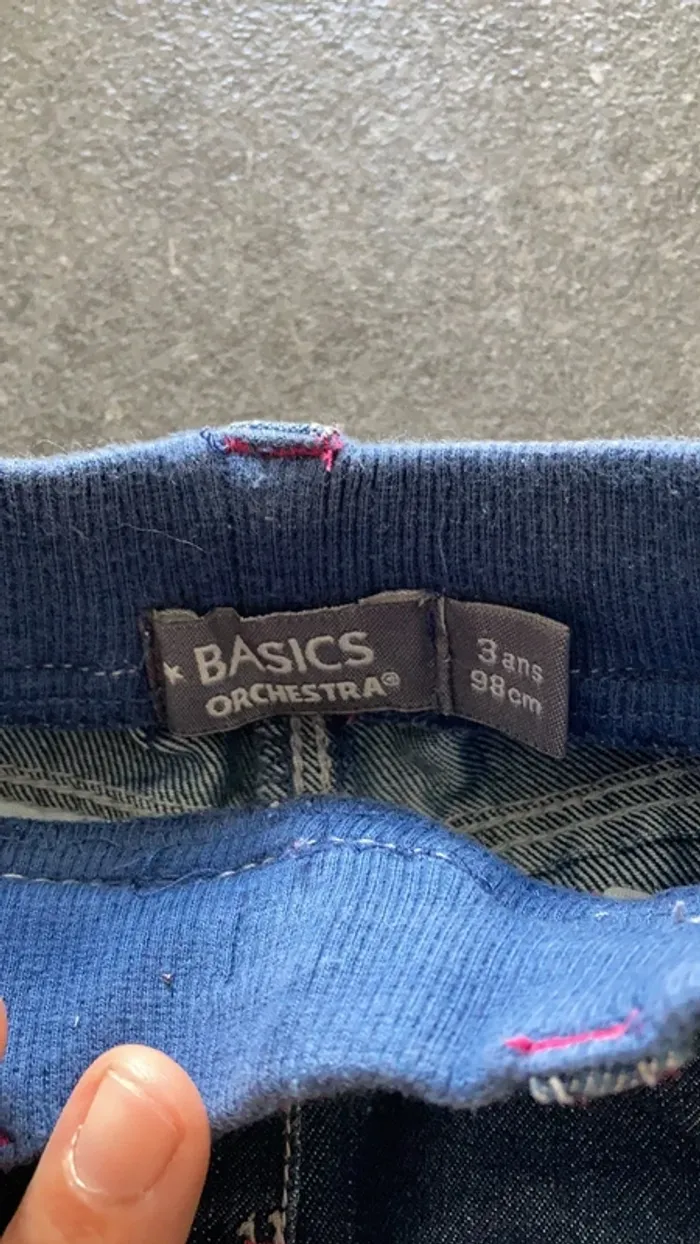 BASICS
ORCHESTRA®
3 ans
98 cm